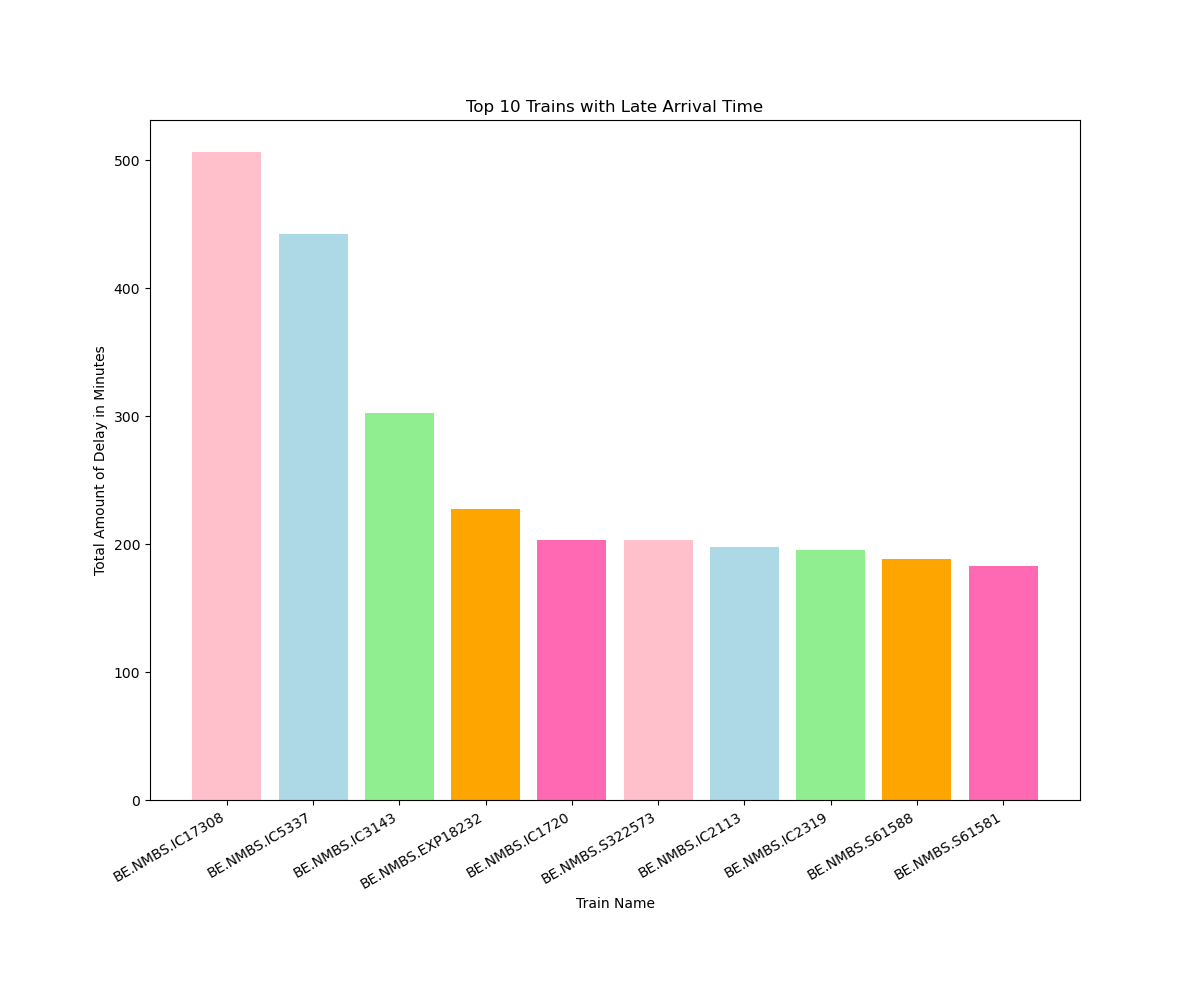 Top 10 Trains with Late Arrival Time
Total Amount of Delay in Minutes
500
400
300
200
100
0
BE.NMBS.IC17308
BE.NMBS.IC5337
BE.NMBS.IC3143
BE.NMBS.EXP18232
BE.NMBS.IC1720
BE.NMBS.S322573
BE.NMBS.IC2113
BE.NMBS.IC2319
BE.NMBS.S61588
BE.NMBS.S61581
Train Name